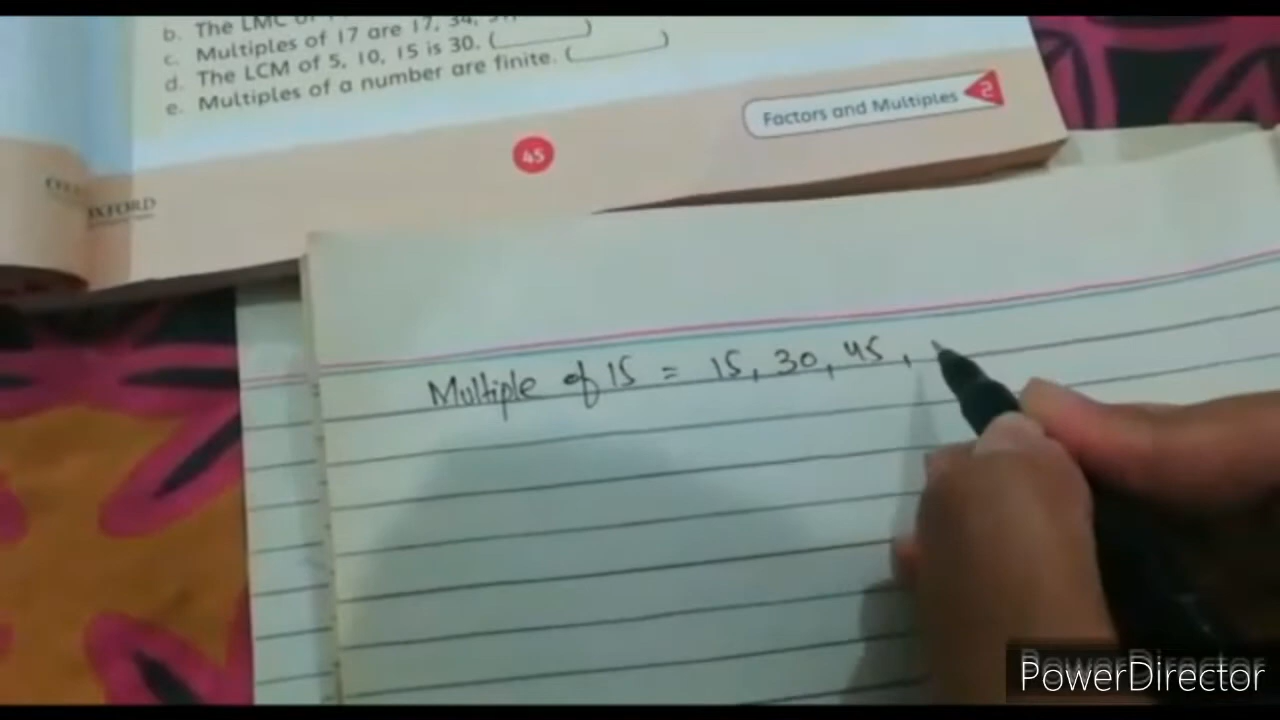 b. The LMC of
c. Multiples of 17 are 17, 34,
d. The LCM of 5, 10, 15 is 30. (
e. Multiples of a number are finite. ( )
Factors and Multiples 2
45
OXFORD
Multiple of 15 = 15, 30, 45,
PowerDirector